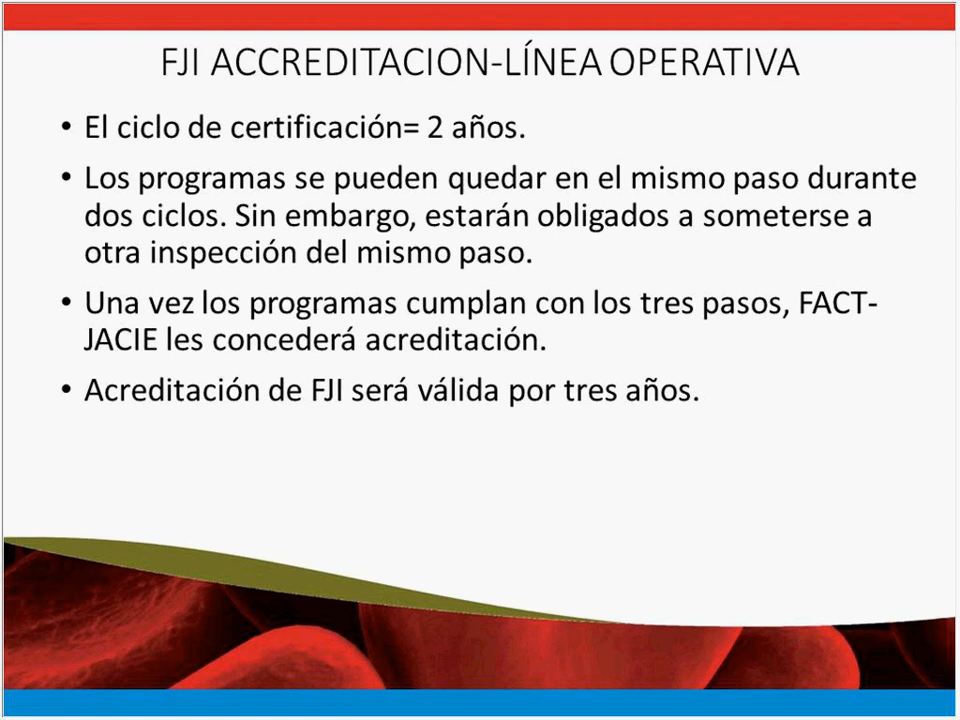 FJI ACCREDITACION-LÍNEA OPERATIVA
• El ciclo de certificación= 2 años.
• Los programas se pueden quedar en el mismo paso durante
dos ciclos. Sin embargo, estarán obligados a someterse a
otra inspección del mismo paso.
• Una vez los programas cumplan con los tres pasos, FACT-
JACIE les concederá acreditación.
• Acreditación de FJI será válida por tres años.